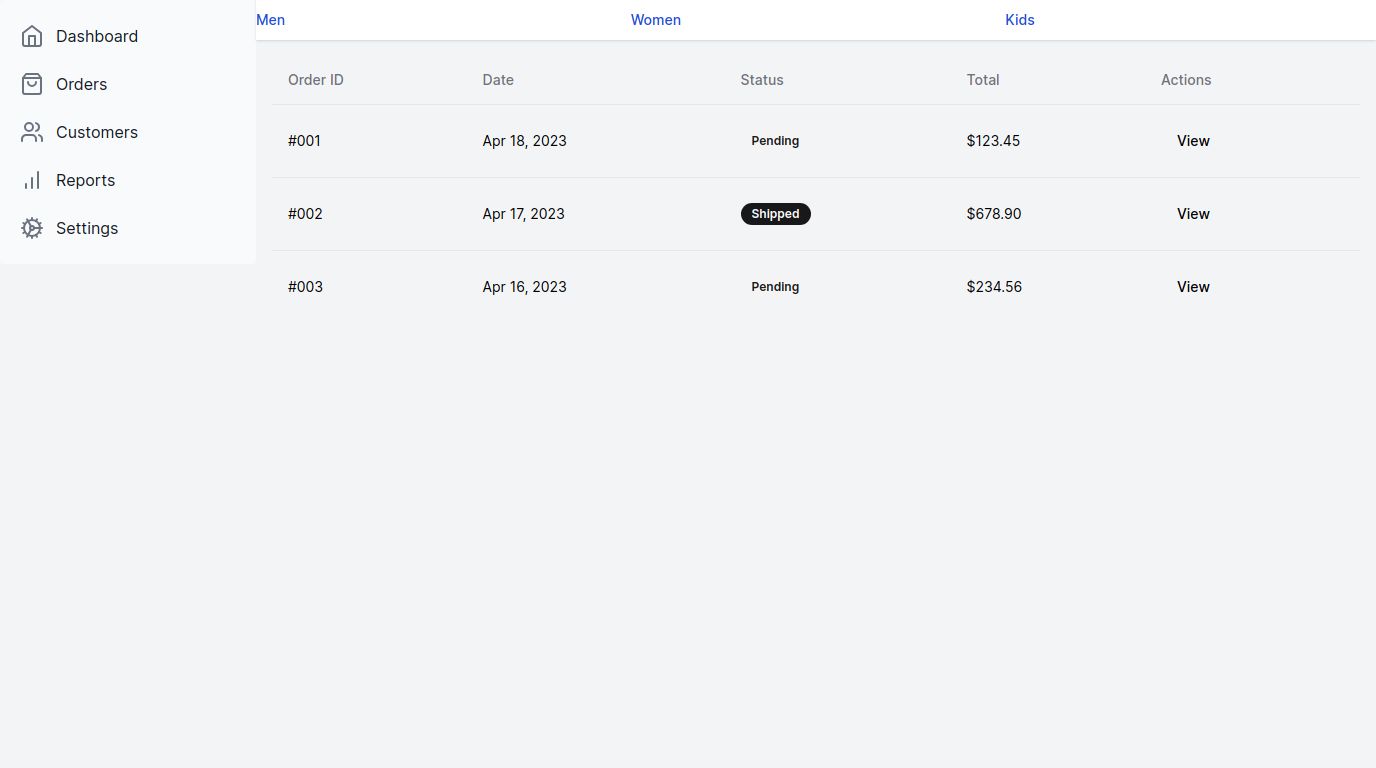 Dashboard
Orders
Customers
Reports
Settings
Men Women Kids
Order ID Date Status Total Actions
#001 Apr 18, 2023 Pending $123.45 View
#002 Apr 17, 2023 Shipped $678.90 View
#003 Apr 16, 2023 Pending $234.56 View